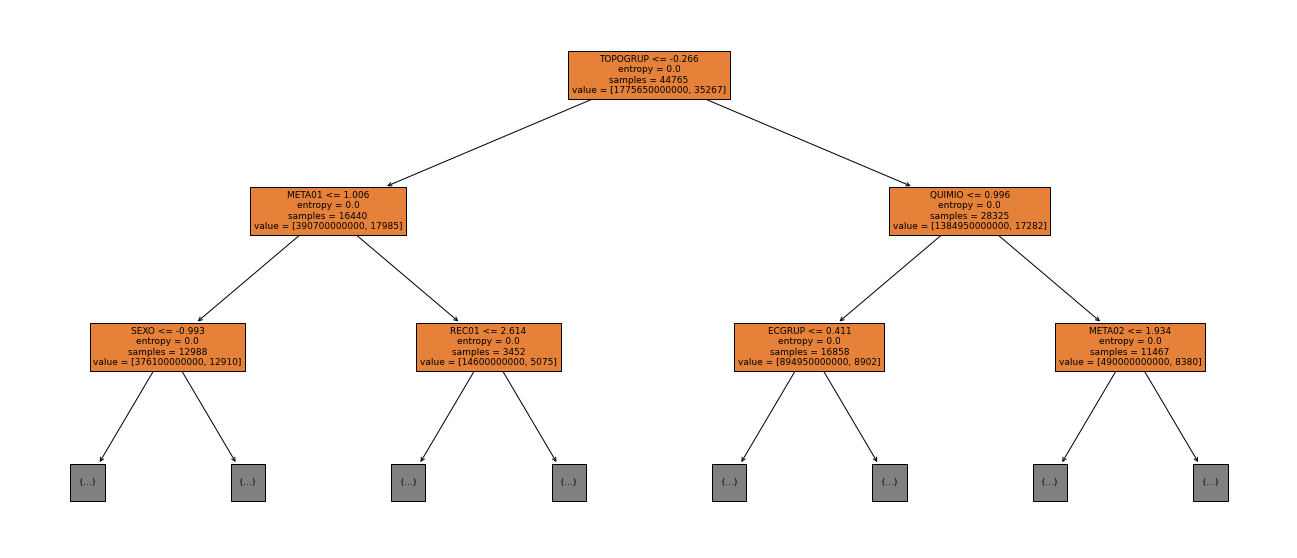 TOPOGRUP <= -0.266
entropy = 0.0
samples = 44765
value = [1775650000000, 35267]
META01 <= 1.006
entropy = 0.0
samples = 16440
value = [390700000000, 17985]
QUIMIO <= 0.996
entropy = 0.0
samples = 28325
value = [1384950000000, 17282]
SEXO <= -0.993
entropy = 0.0
samples = 12988
value = [376100000000, 12910]
REC01 <= 2.614
entropy = 0.0
samples = 3452
value = [14600000000, 5075]
ECGRUP <= 0.411
entropy = 0.0
samples = 16858
value = [894950000000, 8902]
META02 <= 1.934
entropy = 0.0
samples = 11467
value = [490000000000, 8380]
(...)
(...)
(...)
(...)
(...)
(...)
(...)
(...)